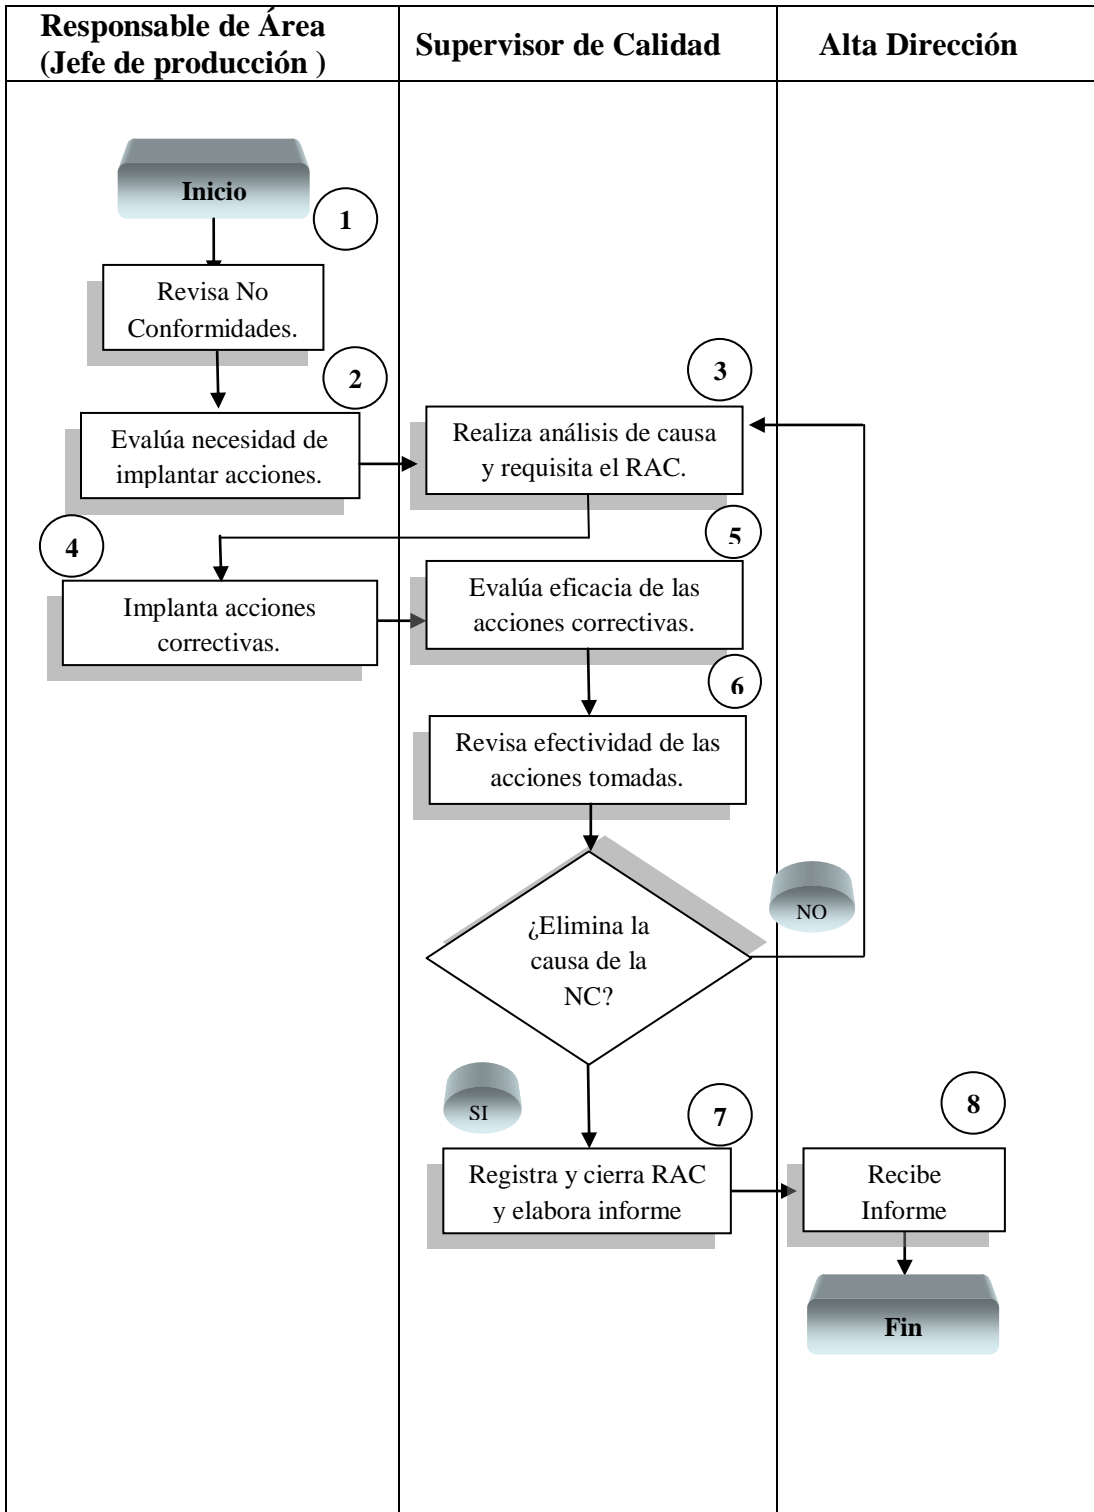 Responsable de Área
(Jefe de producción )
Supervisor de Calidad
Alta Dirección
Inicio
1
Revisa No
Conformidades.
2
Evalúa necesidad de
implantar acciones.
3
Realiza análisis de causa
y requisita el RAC.
4
Implanta acciones
correctivas.
5
Evalúa eficacia de las
acciones correctivas.
6
Revisa efectividad de las
acciones tomadas.
¿Elimina la
causa de la
NC?
NO
SI
7
Registra y cierra RAC
y elabora informe
8
Recibe
Informe
Fin